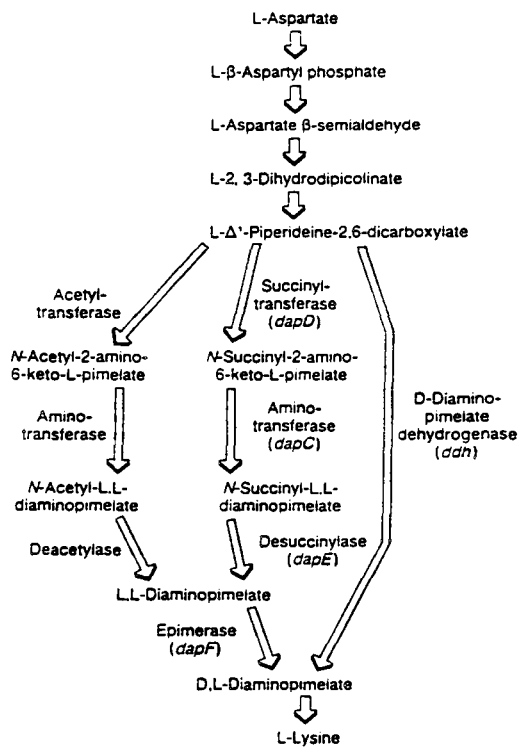 L-Aspartate
L-β-Aspartyl phosphate
L-Aspartate β-semialdehyde
L-2, 3-Dihydrodipicolinate
L-Δ'-Piperideine-2,6-dicarboxylate
Acetyl-
transferase
Succinyl-
transferase
(dapD)
N-Acetyl-2-amino-
6-keto-L-pimelate
N-Succinyl-2-amino-
6-keto-L-pimelate
D-Diamino-
pimelate
dehydrogenase
(ddh)
Amino-
transferase
Amino-
transferase
(dapC)
N-Acetyl-L,L-
diaminopimelate
N-Succinyl-L,L-
diaminopimelate
Deacetylase
Desuccinylase
(dapE)
L,L-Diaminopimelate
Epimerase
(dapF)
D,L-Diaminopimelate
L-Lysine